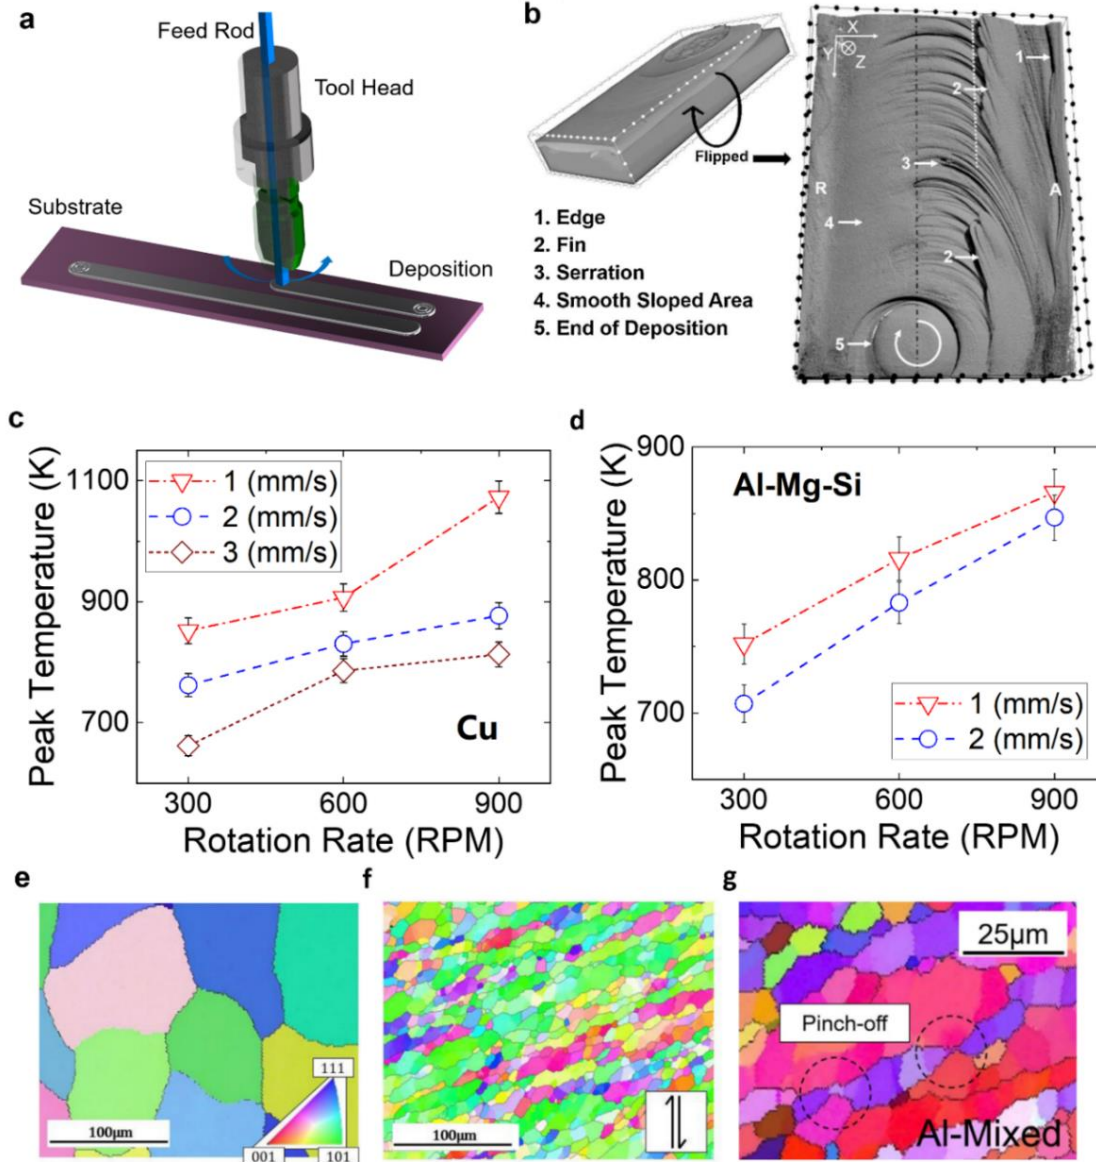 a
Feed Rod
Tool Head
Substrate
Deposition
b
Flipped
1. Edge
2. Fin
3. Serration
4. Smooth Sloped Area
5. End of Deposition
X
Y
Z
1
2
3
R
A
4
2
5
c
Peak Temperature (K)
1100
900
700
1 (mm/s)
2 (mm/s)
3 (mm/s)
Cu
300
600
900
Rotation Rate (RPM)
d
Peak Temperature (K)
900
800
700
Al-Mg-Si
1 (mm/s)
2 (mm/s)
300
600
900
Rotation Rate (RPM)
e
111
100µm
001
101
f
100µm
g
25µm
Pinch-off
Al-Mixed